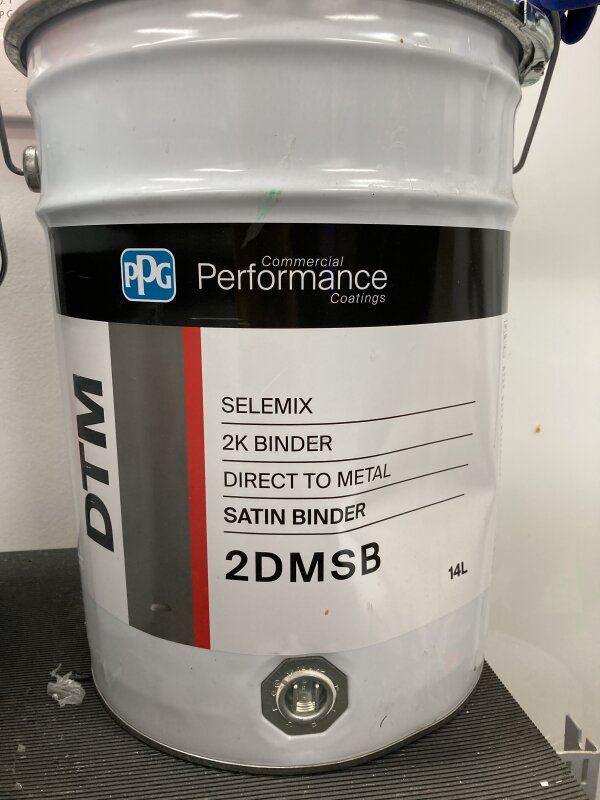 PPG
Commercial
Performance
Coatings
DTM
SELEMIX
2K BINDER
DIRECT TO METAL
SATIN BINDER
2DMSB
14L